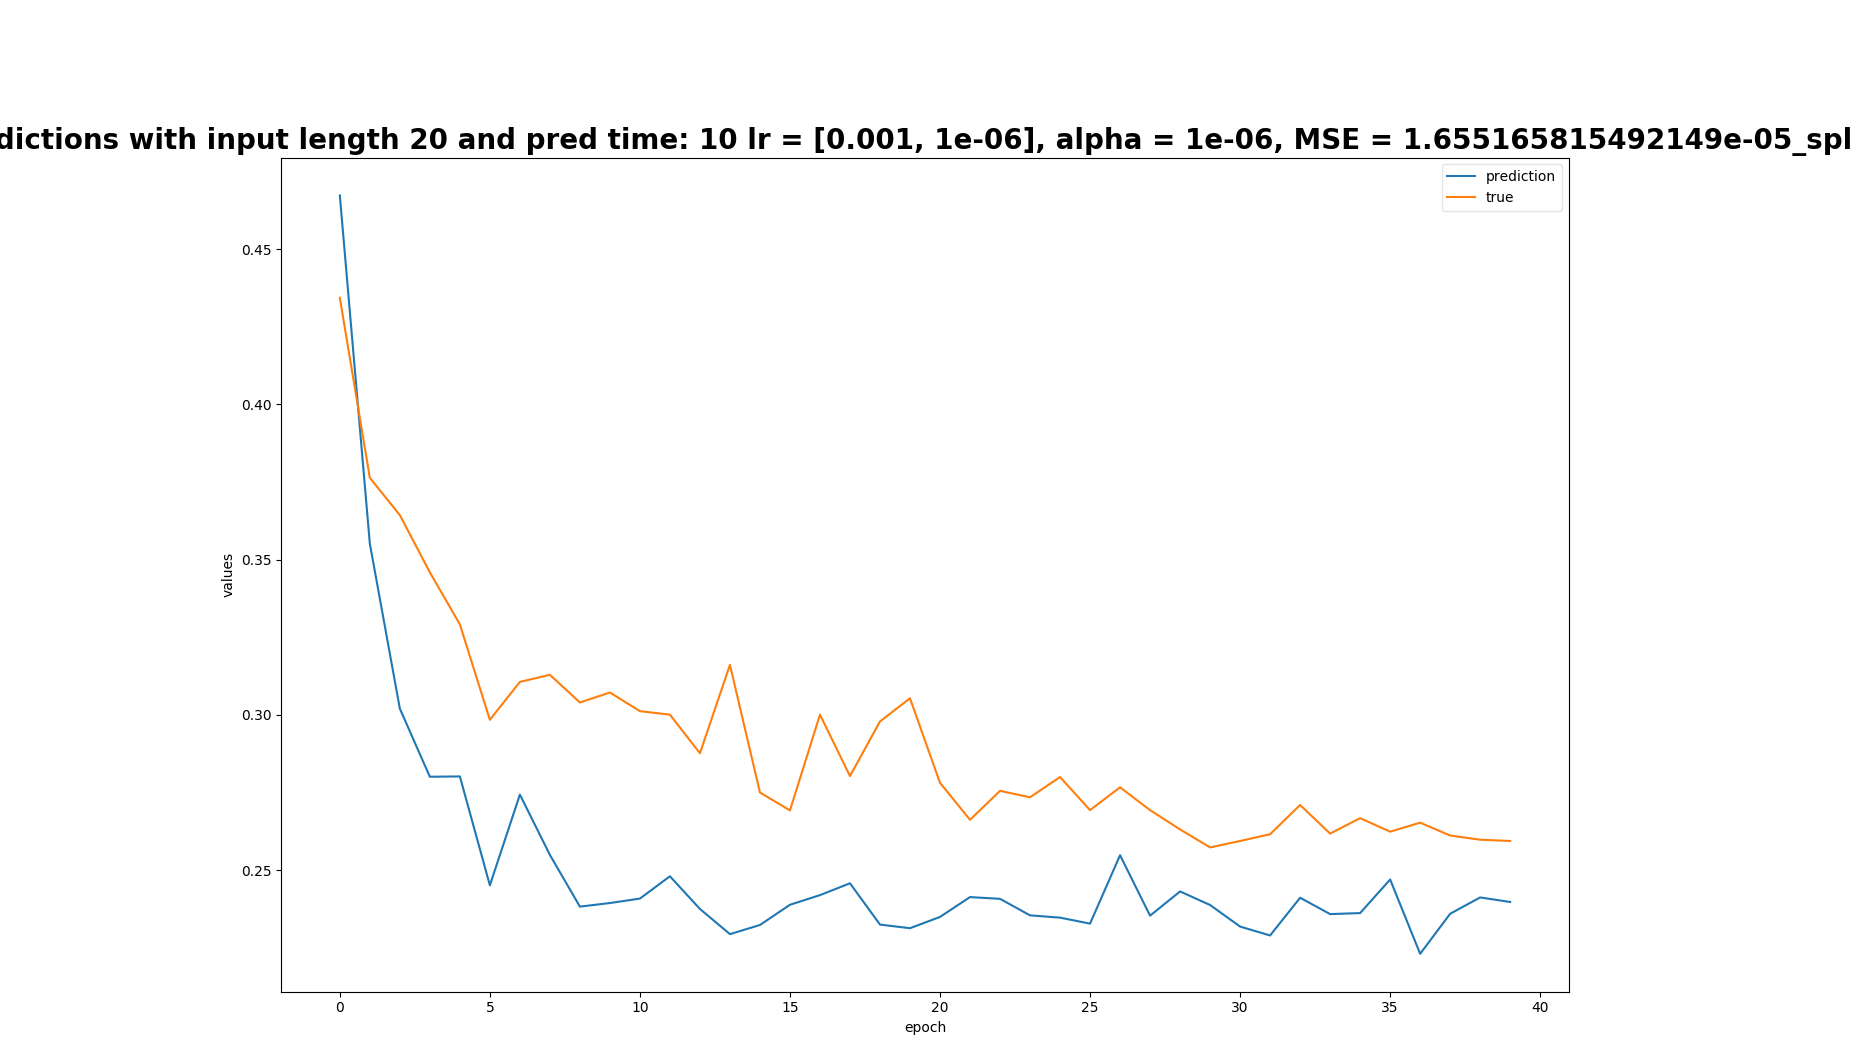 dictions with input length 20 and pred time: 10 lr = [0.001, 1e-06], alpha = 1e-06, MSE = 1.655165815492149e-05_spl
prediction
true
0.45
0.40
0.35
0.30
0.25
values
0 5 10 15 20 25 30 35 40
epoch